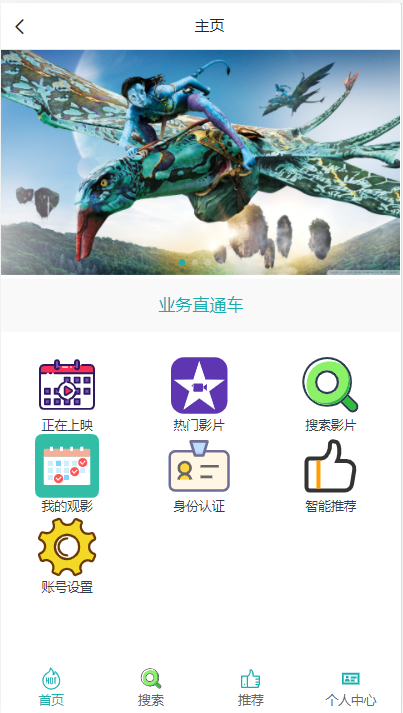 主页
业务直通车
正在上映
热门影片
搜索影片
我的观影
身份认证
智能推荐
账号设置
HOT
首页
搜索
推荐
个人中心